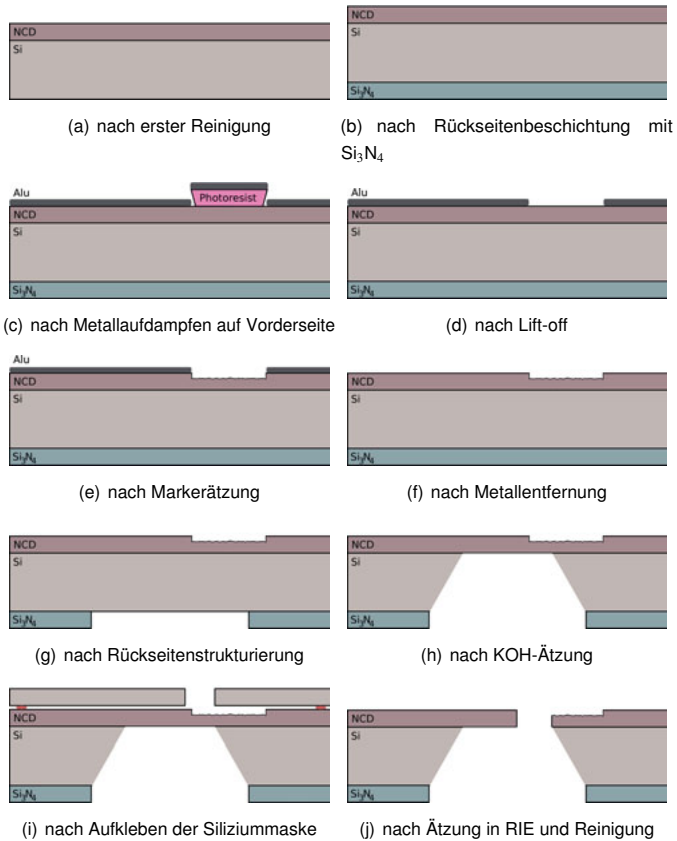 NCD
Si
(a) nach erster Reinigung
NCD
Si
Si₃N₄
(b) nach Rückseitenbeschichtung mit
Si₃N₄
Alu
Photoresist
NCD
Si
Si₃N₄
(c) nach Metallaufdampfen auf Vorderseite
Alu
NCD
Si
Si₃N₄
(d) nach Lift-off
Alu
NCD
Si
Si₃N₄
(e) nach Markerätzung
NCD
Si
Si₃N₄
(f) nach Metallentfernung
NCD
Si
Si₃N₄
(g) nach Rückseitenstrukturierung
NCD
Si
Si₃N₄
(h) nach KOH-Ätzung
NCD
Si
Si₃N₄
(i) nach Aufkleben der Siliziummaske
NCD
Si
Si₃N₄
(j) nach Ätzung in RIE und Reinigung